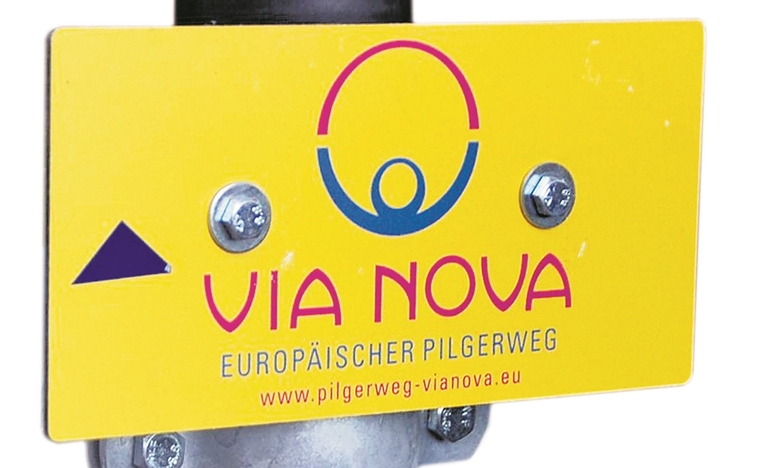 VIA NOVA
EUROPÄISCHER PILGERWEG
www.pilgerweg-vianova.eu